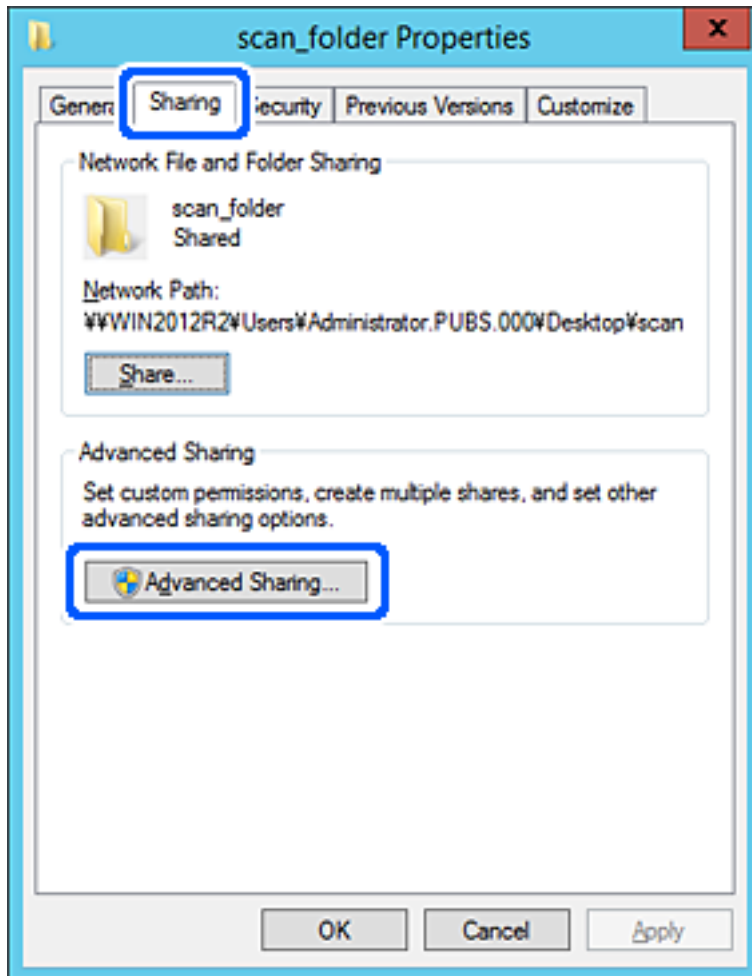 scan_folder Properties
x
Genera Sharing ecurity Previous Versions Customize
Network File and Folder Sharing
scan_folder
Shared
Network Path:
¥¥WIN2012R2¥Users¥Administrator.PUBS.000¥Desktop¥scan
Share...
Advanced Sharing
Set custom permissions, create multiple shares, and set other
advanced sharing options.
Advanced Sharing...
OK Cancel Apply